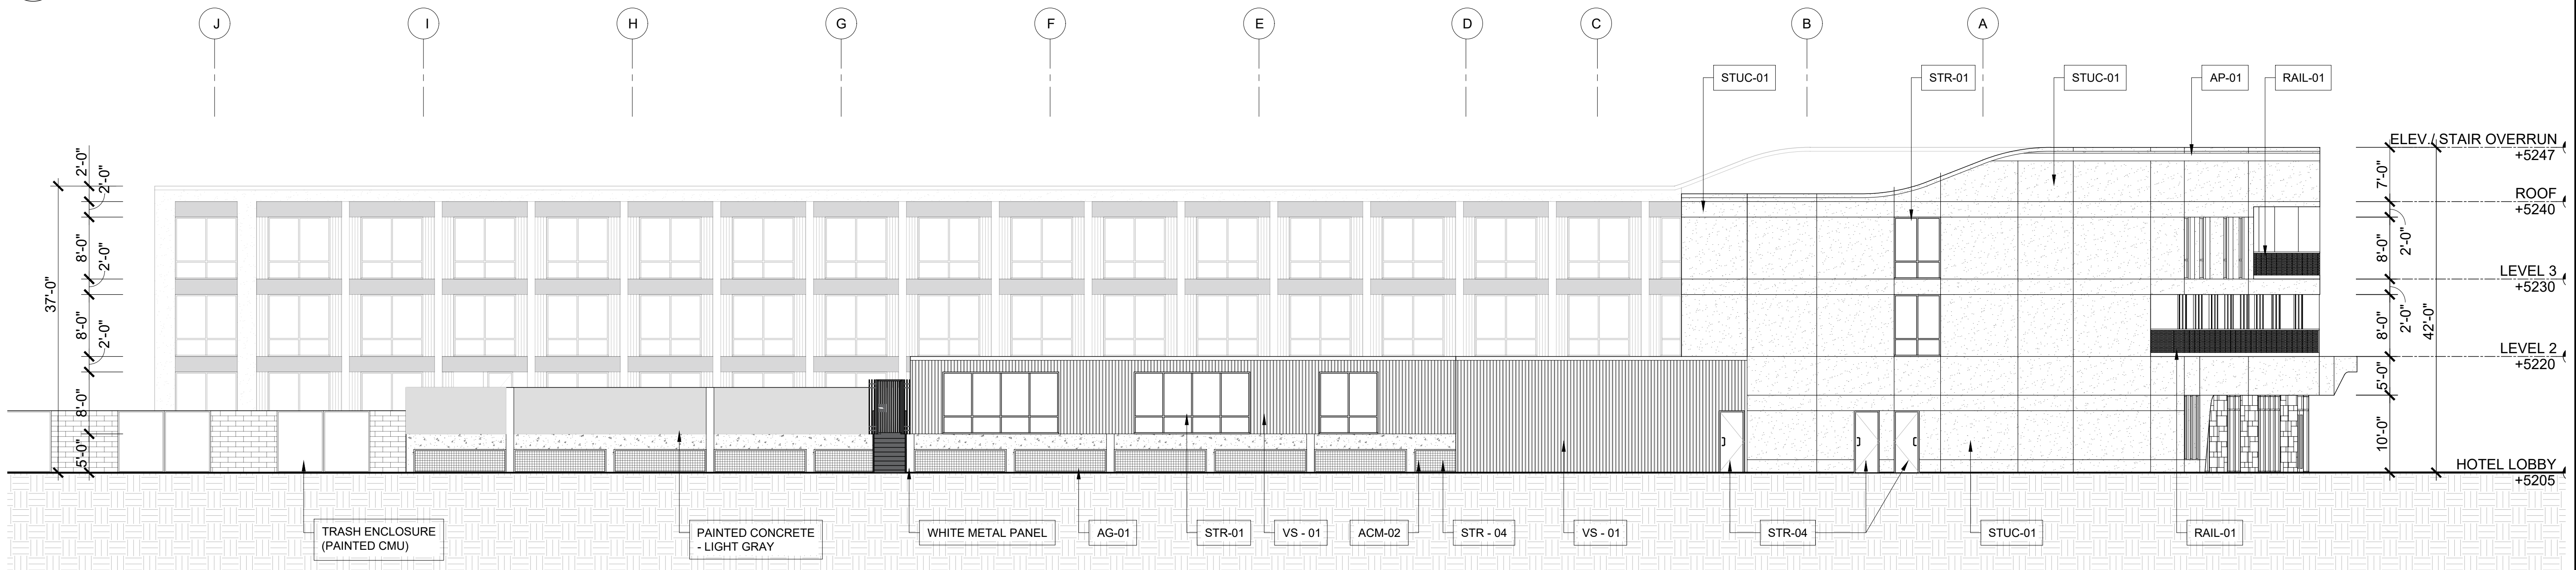 J
I
H
G
F
E
D
C
B
A
STUC-01
STR-01
STUC-01
AP-01
RAIL-01
ELEV./ STAIR OVERRUN
+5247
ROOF
+5240
LEVEL 3
+5230
LEVEL 2
+5220
HOTEL LOBBY
+5205
37'-0"
2'-0"
2'-0"
8'-0"
2'-0"
8'-0"
2'-0"
8'-0"
5'-0"
7'-0"
2'-0"
8'-0"
2'-0"
8'-0"
5'-0"
10'-0"
42'-0"
TRASH ENCLOSURE
(PAINTED CMU)
PAINTED CONCRETE
- LIGHT GRAY
WHITE METAL PANEL
AG-01
STR-01
VS - 01
ACM-02
STR - 04
VS - 01
STR-04
STUC-01
RAIL-01